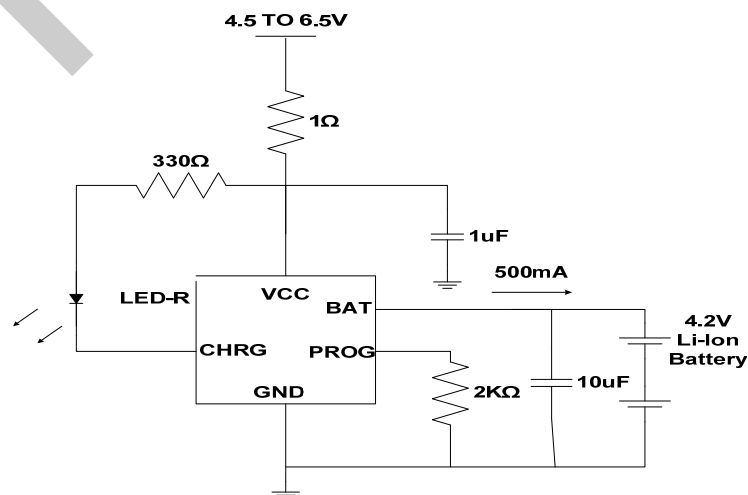 4.5 TO 6.5V
1Ω
330Ω
1uF
500mA
LED-R
VCC
BAT
4.2V
Li-Ion
Battery
CHRG
PROG
GND
2KΩ
10uF